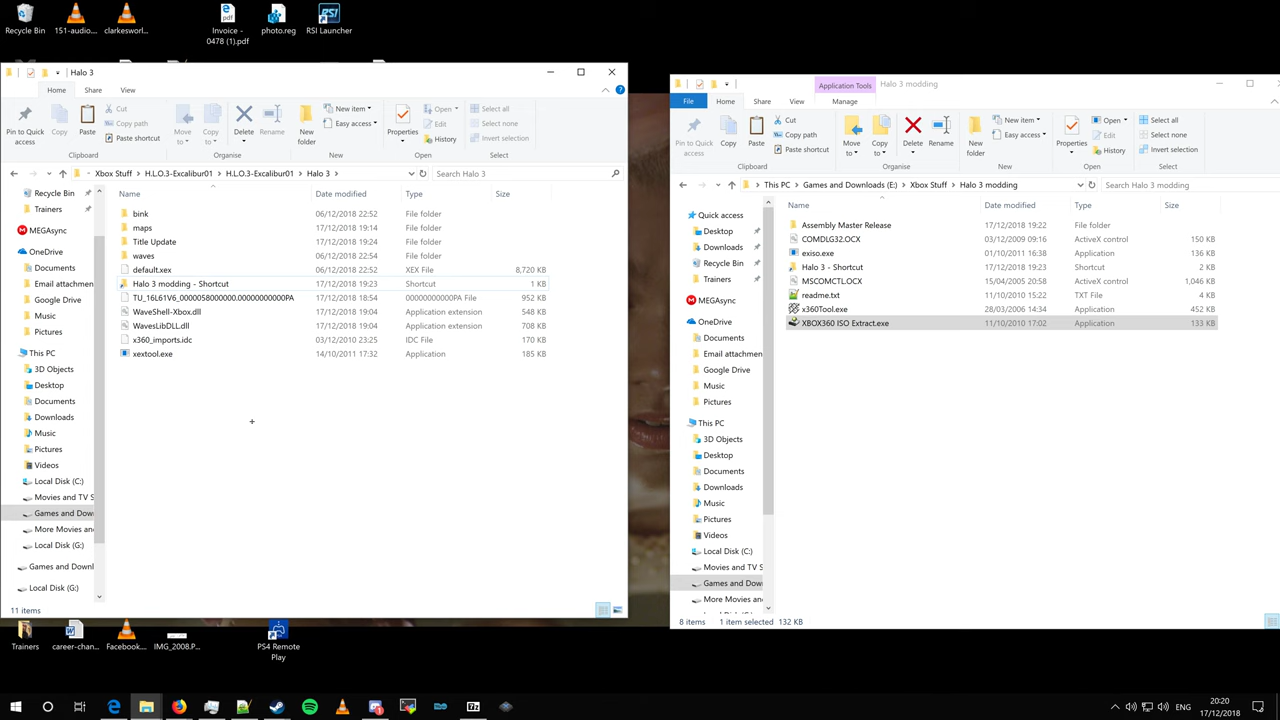 Recycle Bin
151-audio...
clarkesworl...
Invoice -
0478 (1).pdf
photo.reg
RSI Launcher
Halo 3
Home
Share
View
Pin to Quick
access
Copy
Paste
Cut
Copy path
Paste shortcut
Clipboard
Move
to
Copy
to
Delete
Rename
Organise
New
folder
New item
Easy access
New
Properties
Open
Edit
History
Open
Select all
Select none
Invert selection
Select
Xbox Stuff
H.I.,O.3-Excalibur01
H.I.,O.3-Excalibur01
Halo 3
Search Halo 3
Recycle Bin
Trainers
MEGAsync
OneDrive
Documents
Email attachmen
Google Drive
Music
Pictures
This PC
3D Objects
Desktop
Documents
Downloads
Music
Pictures
Videos
Local Disk (C:)
Movies and TV S
Games and Dow
More Movies and
Local Disk (G:)
Games and Downl
Local Disk (G:)
Name
Date modified
Type
Size
bink 06/12/2018 22:52 File folder
maps 17/12/2018 19:14 File folder
Title Update 17/12/2018 19:24 File folder
waves 06/12/2018 22:54 File folder
default.xex 06/12/2018 22:52 XEX File 8,720 KB
Halo 3 modding - Shortcut 17/12/2018 19:23 Shortcut 1 KB
TU_16L61V6_0000058000000.00000000000PA 17/12/2018 18:54 00000000000PA File 952 KB
WaveShell-Xbox.dll 17/12/2018 19:04 Application extension 548 KB
WavesLibDLL.dll 17/12/2018 19:04 Application extension 580 KB
x360_imports.idc 03/12/2010 23:25 IDC File 170 KB
xextool.exe 14/10/2011 17:32 Application 185 KB
11 items
Application Tools
Halo 3 modding
File
Home
Share
View
Manage
Pin to Quick
access
Copy
Paste
Cut
Copy path
Paste shortcut
Clipboard
Move
to
Copy
to
Delete
Rename
Organise
New
folder
New item
Easy access
New
Properties
Open
Edit
History
Open
Select all
Select none
Invert selection
Select
This PC
Games and Downloads (E:)
Xbox Stuff
Halo 3 modding
Search Halo 3 modding
Quick access
Desktop
Downloads
Recycle Bin
Trainers
MEGAsync
OneDrive
Documents
Email attachmen
Google Drive
Music
Pictures
This PC
3D Objects
Desktop
Documents
Downloads
Music
Pictures
Videos
Local Disk (C:)
Movies and TV S
Games and Dow
More Movies and
Name
Date modified
Type
Size
Assembly Master Release 17/12/2018 19:22 File folder
COMDLG32.OCX 03/12/2009 09:16 ActiveX control 150 KB
exiso.exe 01/10/2011 16:38 Application 136 KB
Halo 3 - Shortcut 17/12/2018 19:23 Shortcut 2 KB
MSCOMCTL.OCX 15/04/2005 20:58 ActiveX control 1,046 KB
readme.txt 11/10/2010 15:22 TXT File 4 KB
x360Tool.exe 28/03/2006 14:34 Application 452 KB
XBOX360 ISO Extract.exe 11/10/2010 17:02 Application 133 KB
8 items 1 item selected 132 KB
Trainers
career-chan...
Facebook....
IMG_2008.P...
PS4 Remote
Play
ENG
20:20
17/12/2018